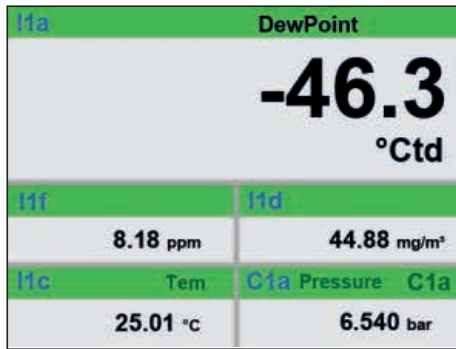 I1a DewPoint
-46.3
°Ctd
I1f I1d
8.18 ppm 44.88 mg/m³
I1c Tem C1a Pressure C1a
25.01 °C 6.540 bar